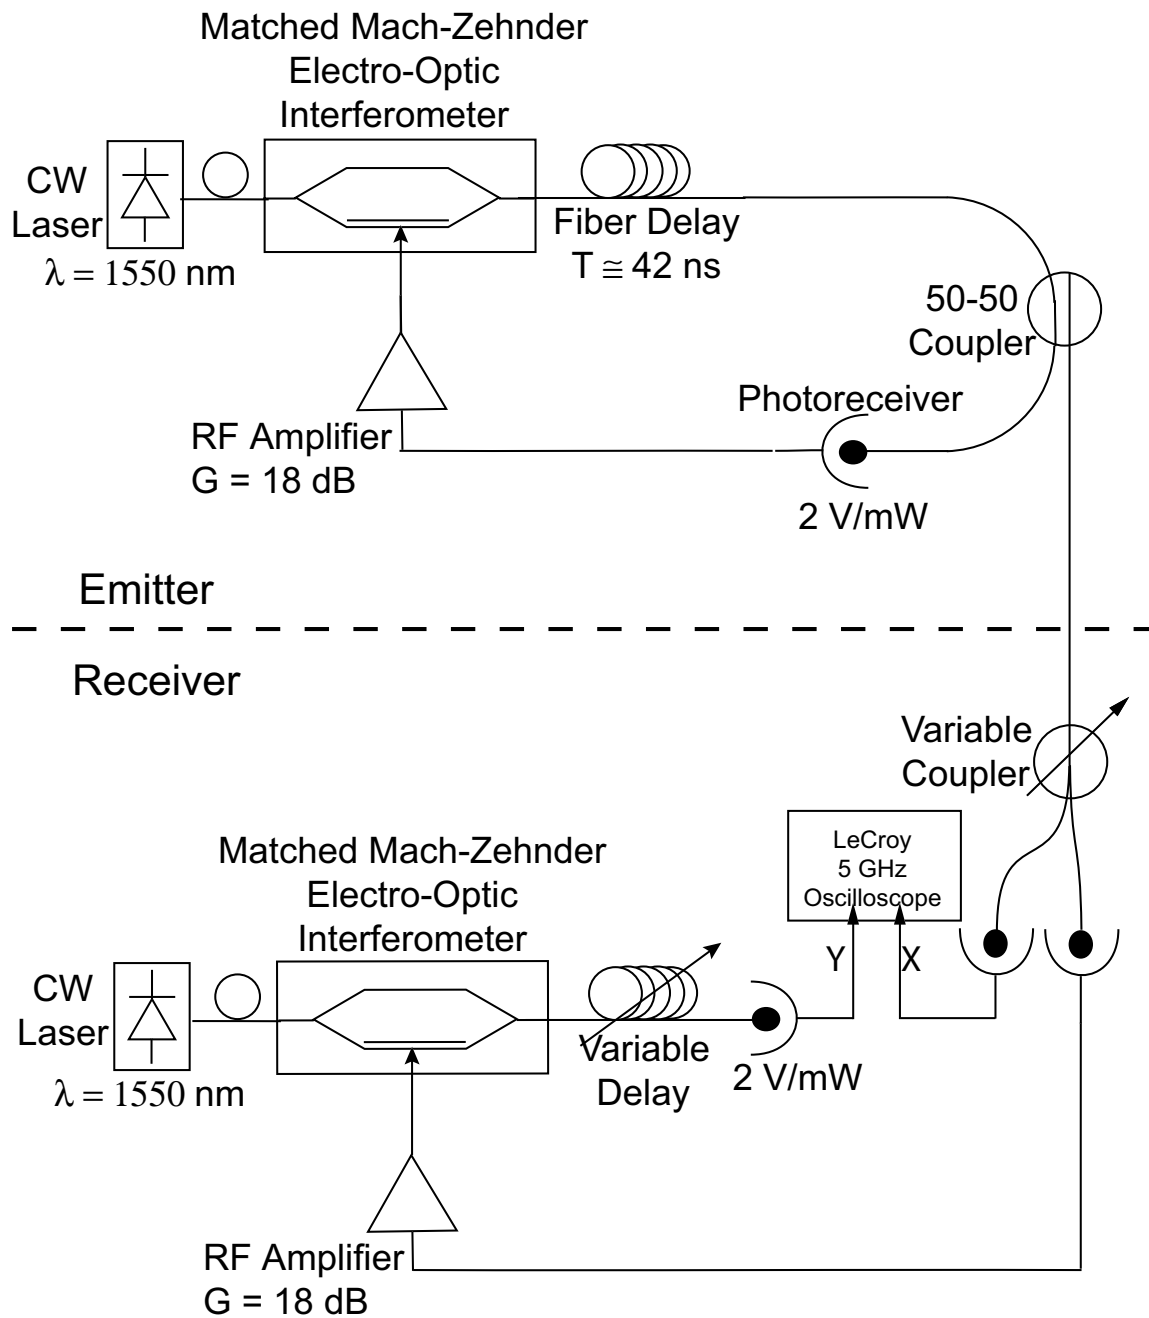 Matched Mach-Zehnder
Electro-Optic
Interferometer
CW
Laser
λ = 1550 nm
Fiber Delay
T ≅ 42 ns
50-50
Coupler
Photoreceiver
RF Amplifier
G = 18 dB
2 V/mW
Emitter
Receiver
Variable
Coupler
LeCroy
5 GHz
Oscilloscope
Matched Mach-Zehnder
Electro-Optic
Interferometer
Y
X
CW
Laser
λ = 1550 nm
Variable
Delay
2 V/mW
RF Amplifier
G = 18 dB